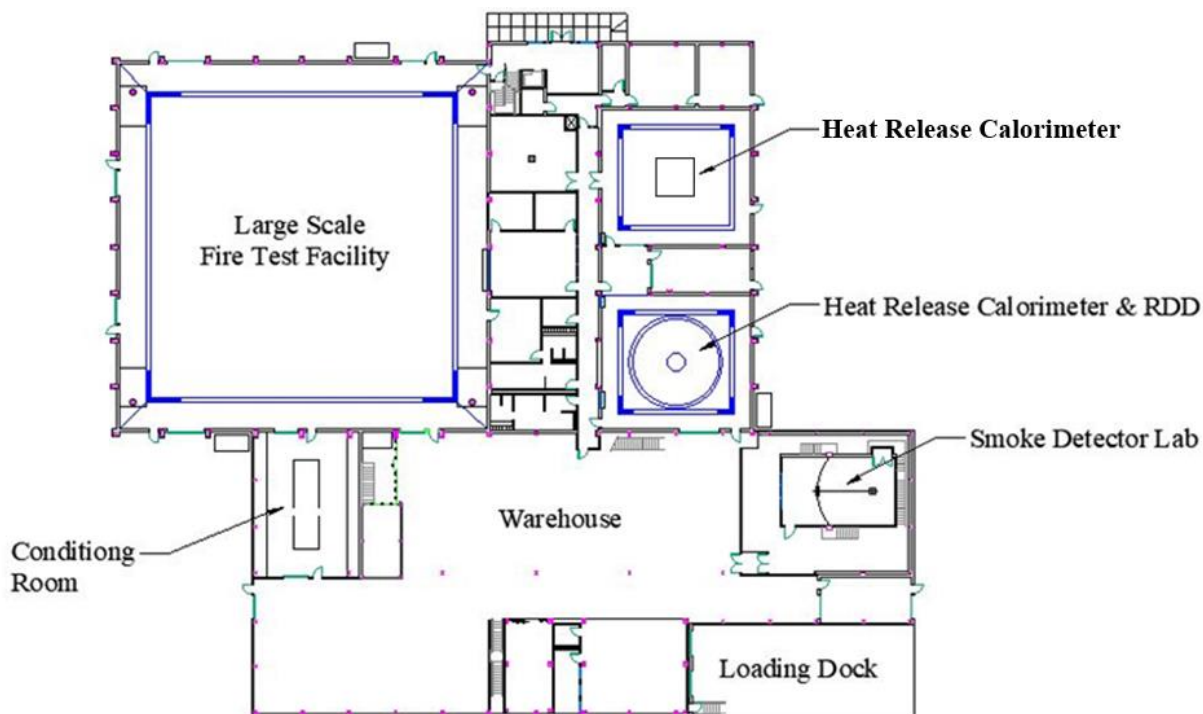 Heat Release Calorimeter
Large Scale
Fire Test Facility
Heat Release Calorimeter & RDD
Smoke Detector Lab
Warehouse
Conditiong
Room
Loading Dock